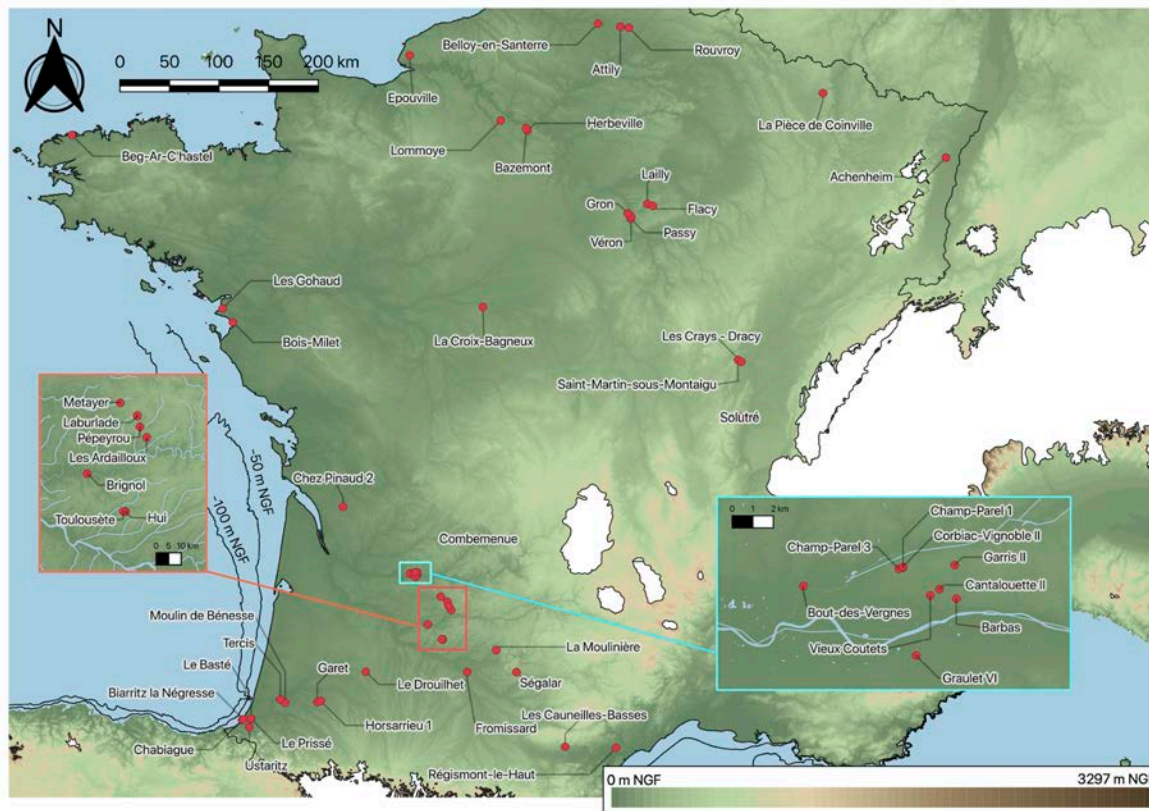 N
0 50 100 150 200 km
Belloy-en-Santerre
Attily
Rouvroy
Epouville
Lommoye
Herbeville
Bazemont
La Pièce de Coinville
Beg-Ar-C'hastel
Achenheim
Lailly
Gron
Flacy
Véron
Passy
Les Gohaud
Bois-Milet
La Croix-Bagneux
Les Crays - Dracy
Saint-Martin-sous-Montaigu
Solutré
Metayer
Laburlade
Pépeyrou
Les Ardailloux
Brignol
Toulousète
Hui
0 5 10 km
-50 m NGF
-100 m NGF
Chez Pinaud 2
Combemenue
0 1 2 km
Champ-Parel 1
Corbiac-Vignoble II
Champ-Parel 3
Garris II
Cantalouette II
Bout-des-Vergnes
Barbas
Vieux Coutets
Graulet VI
Moulin de Bénesse
Tercis
Le Basté
Garet
Biarritz la Négresse
La Moulinière
Le Drouilhet
Ségalar
Horsarrieu 1
Fromissard
Les Cauneilles-Basses
Le Prissé
Chabiague
Ustaritz
Régismont-le-Haut
0 m NGF
3297 m NG